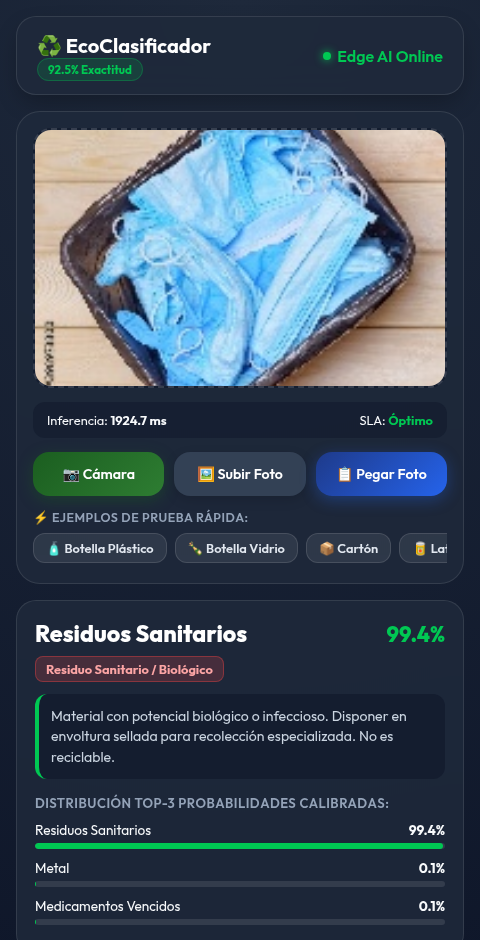 ♻️ EcoClasificador
92.5% Exactitud
Edge AI Online
Inferencia: 1924.7 ms
SLA: Óptimo
📷 Cámara
🖼️ Subir Foto
📋 Pegar Foto
⚡ EJEMPLOS DE PRUEBA RÁPIDA:
🧴 Botella Plástico
🍾 Botella Vidrio
📦 Cartón
🥫 Lat
Residuos Sanitarios
99.4%
Residuo Sanitario / Biológico
Material con potencial biológico o infeccioso. Disponer en
envoltura sellada para recolección especializada. No es
reciclable.
DISTRIBUCIÓN TOP-3 PROBABILIDADES CALIBRADAS:
Residuos Sanitarios 99.4%
Metal 0.1%
Medicamentos Vencidos 0.1%